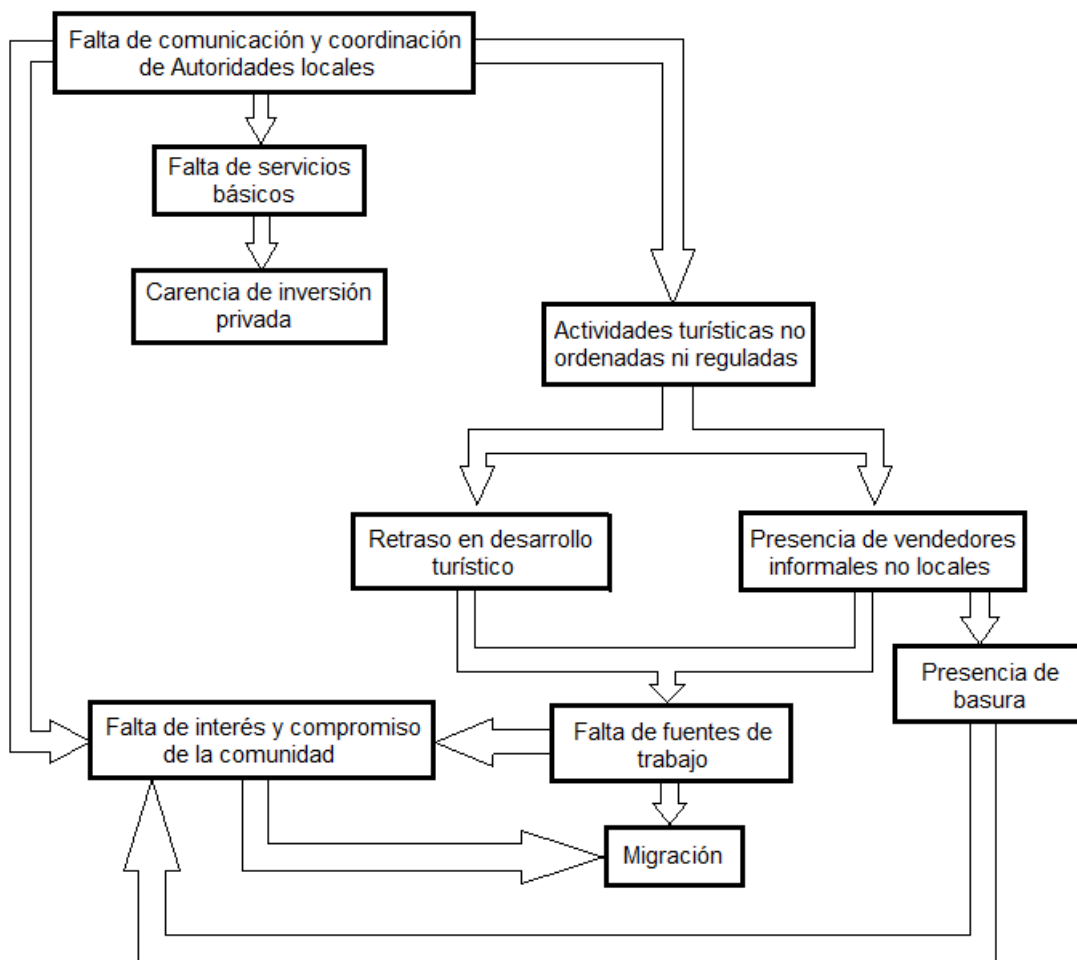 Falta de comunicación y coordinación
de Autoridades locales
Falta de servicios
básicos
Carencia de inversión
privada
Actividades turísticas no
ordenadas ni reguladas
Retraso en desarrollo
turístico
Presencia de vendedores
informales no locales
Presencia de
basura
Falta de interés y compromiso
de la comunidad
Falta de fuentes de
trabajo
Migración